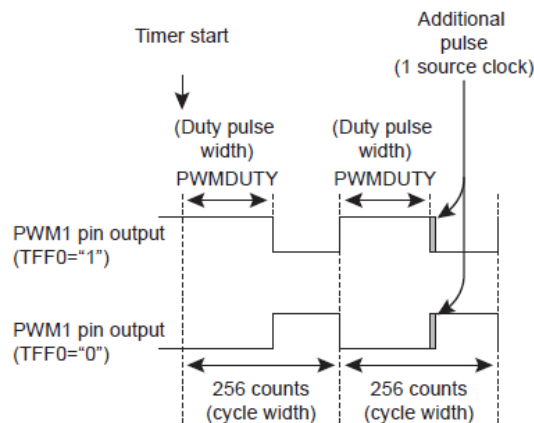 Timer start
Additional
pulse
(1 source clock)
(Duty pulse
width)
PWMDUTY
(Duty pulse
width)
PWMDUTY
PWM1 pin output
(TFF0=“1”)
PWM1 pin output
(TFF0=“0”)
256 counts
(cycle width)
256 counts
(cycle width)